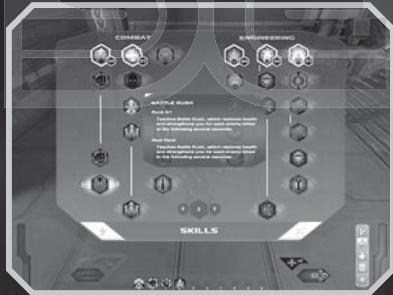 COMBAT
ENGINEERING
BATTLE RUSH
Rank 0/1
Teaches Battle Rush, which restores health
and strengthens you for each enemy killed
in the following several seconds.
Next Rank
Teaches Battle Rush, which restores health
and strengthens you for each enemy killed
in the following several seconds.
SKILLS